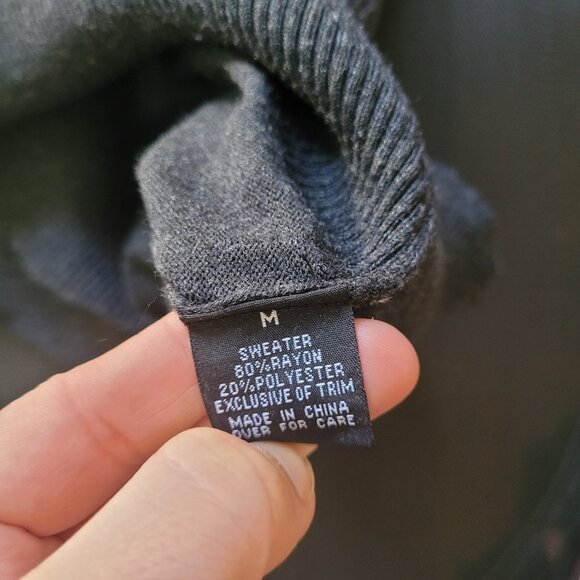 M
SWEATER
80%RAYON
20%POLYESTER
EXCLUSIVE OF TRIM
MADE IN CHINA
OVER FOR CARE